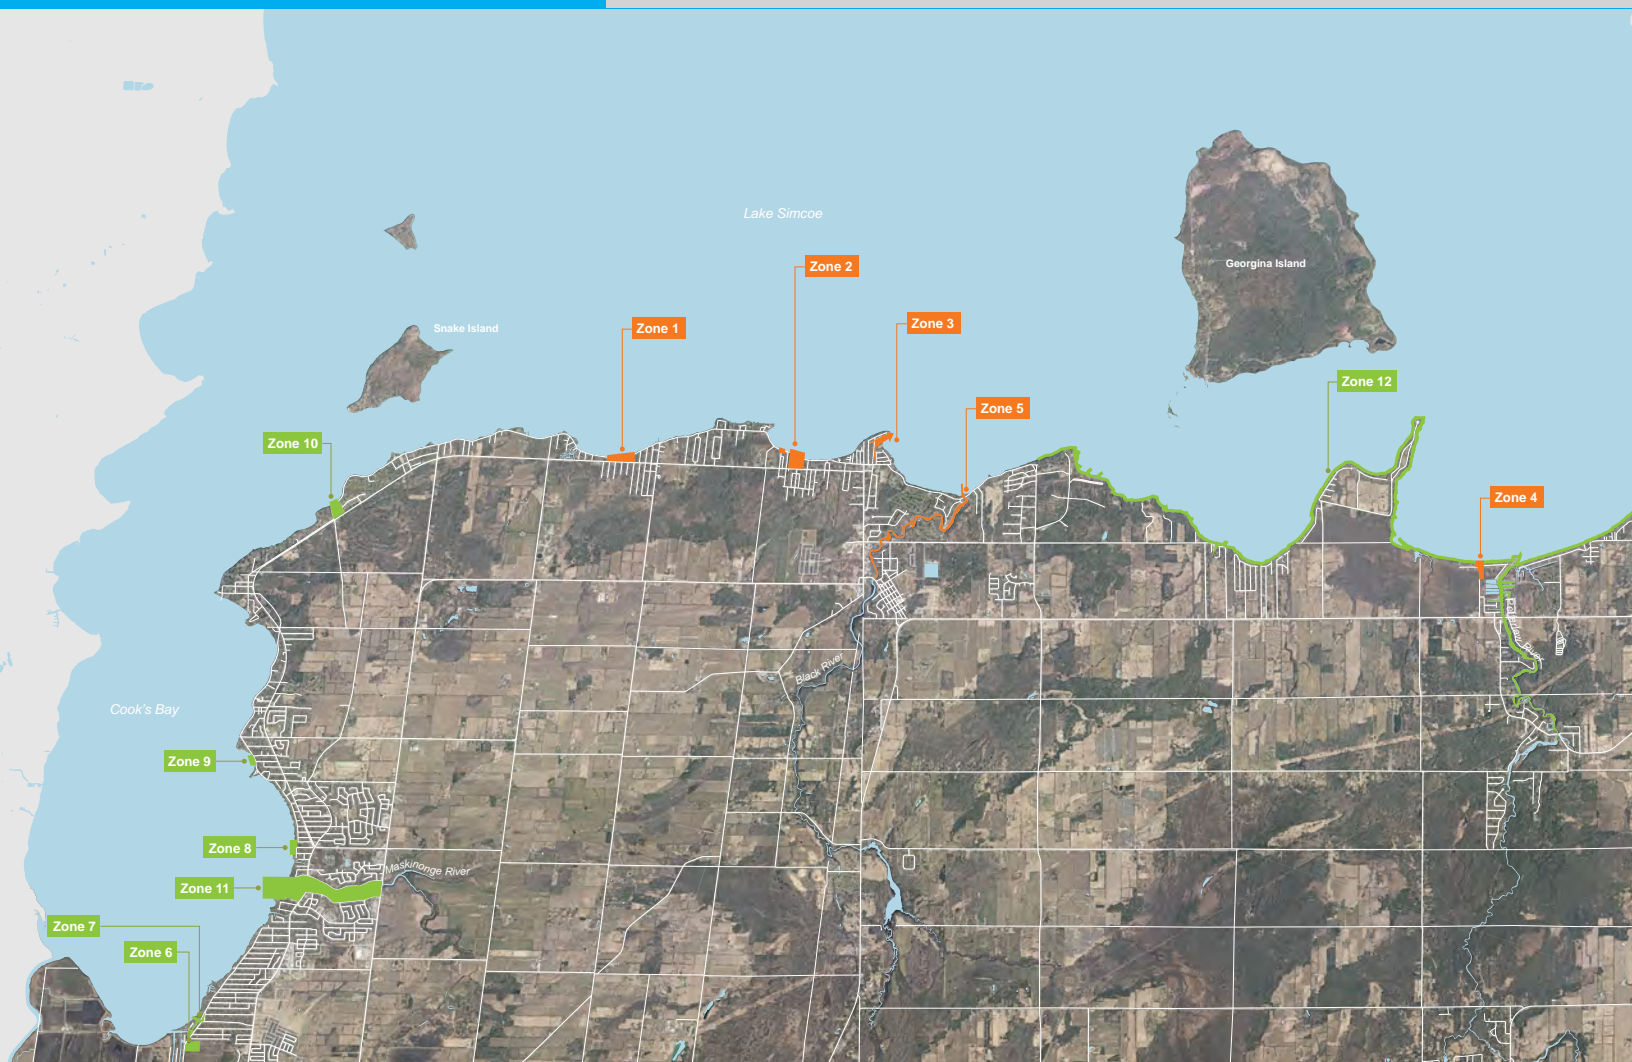 Lake Simcoe
Zone 2
Georgina Island
Zone 1
Zone 3
Snake Island
Zone 12
Zone 5
Zone 10
Zone 4
Black River
Cook's Bay
Zone 9
Zone 8
Maskinonge River
Zone 11
Zone 7
Zone 6